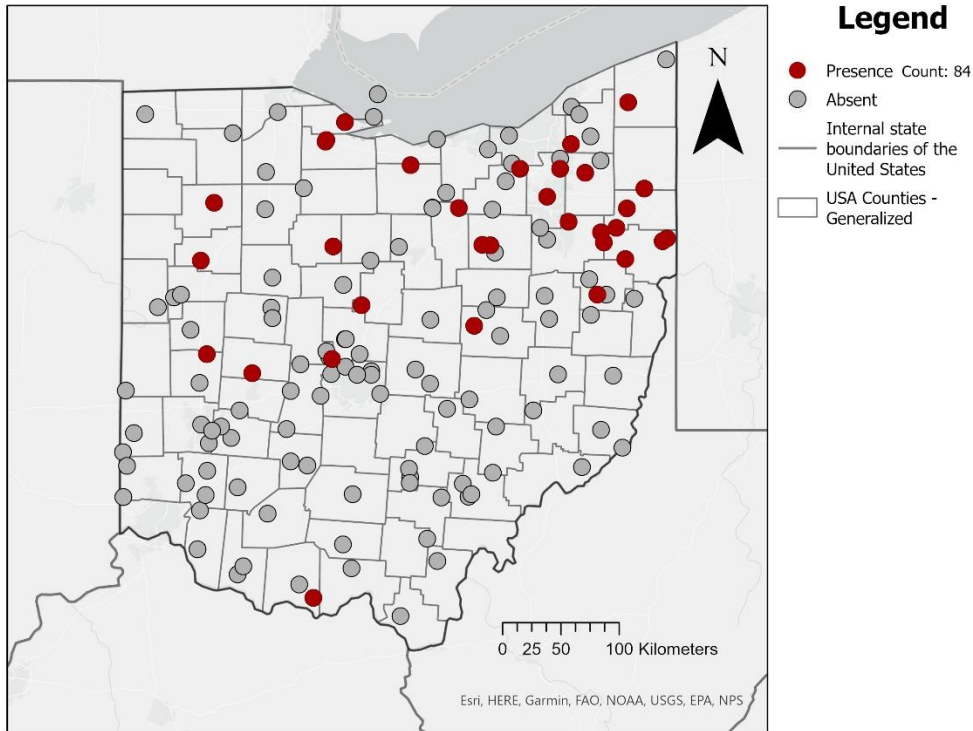 Legend
N
Presence Count: 84
Absent
Internal state
boundaries of the
United States
USA Counties -
Generalized
0 25 50 100 Kilometers
Esri, HERE, Garmin, FAO, NOAA, USGS, EPA, NPS